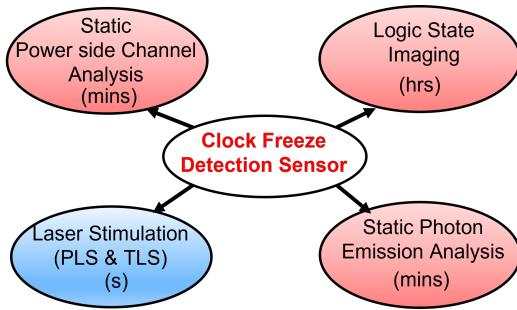 Static
Power side Channel
Analysis
(mins)
Logic State
Imaging
(hrs)
Clock Freeze
Detection Sensor
Laser Stimulation
(PLS & TLS)
(s)
Static Photon
Emission Analysis
(mins)